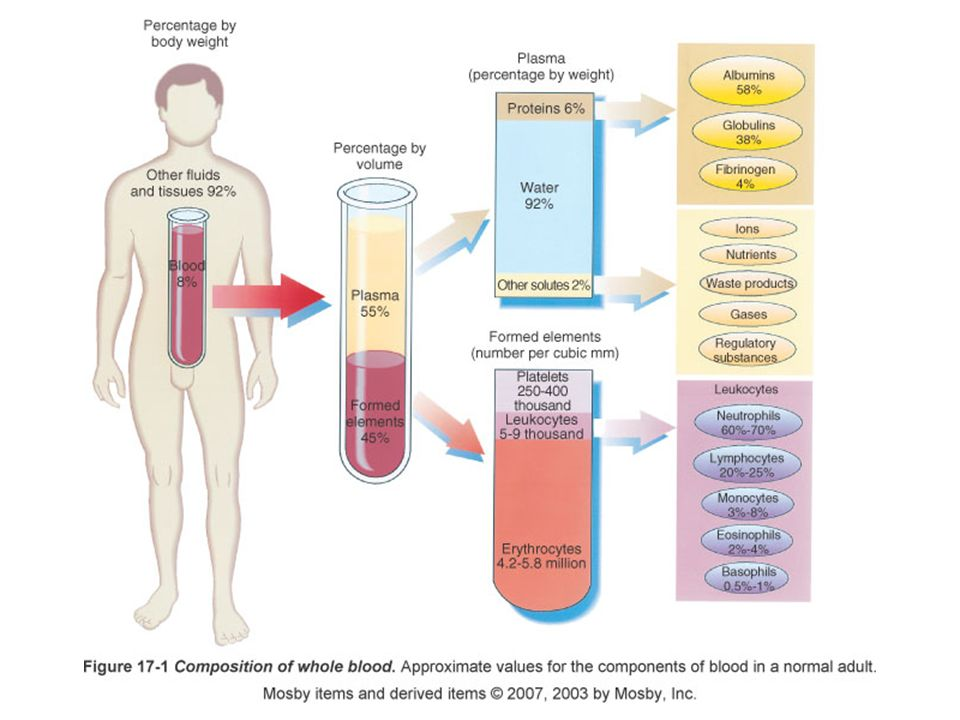 Percentage by
body weight
Other fluids
and tissues 92%
Blood
8%
Percentage by
volume
Plasma
55%
Formed
elements
45%
Plasma
(percentage by weight)
Proteins 6%
Water
92%
Other solutes 2%
Albumins
58%
Globulins
38%
Fibrinogen
4%
Ions
Nutrients
Waste products
Gases
Regulatory
substances
Formed elements
(number per cubic mm)
Platelets
250-400
thousand
Leukocytes
5-9 thousand
Erythrocytes
4.2-5.8 million
Leukocytes
Neutrophils
60%-70%
Lymphocytes
20%-25%
Monocytes
3%-8%
Eosinophils
2%-4%
Basophils
0.5%-1%
Figure 17-1 Composition of whole blood. Approximate values for the components of blood in a normal adult.
Mosby items and derived items © 2007, 2003 by Mosby, Inc.